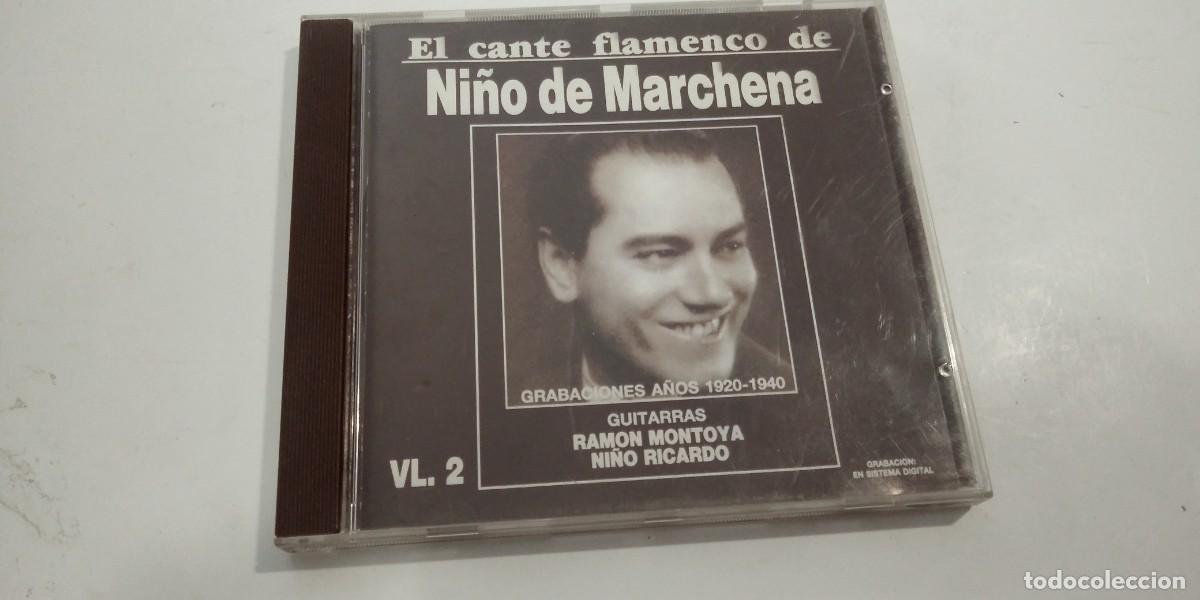 El cante flamenco de
Niño de Marchena
GRABACIONES AÑOS 1920-1940
GUITARRAS
RAMON MONTOYA
NIÑO RICARDO
VL. 2
GRABACION:
EN SISTEMA DIGITAL
todocoleccion